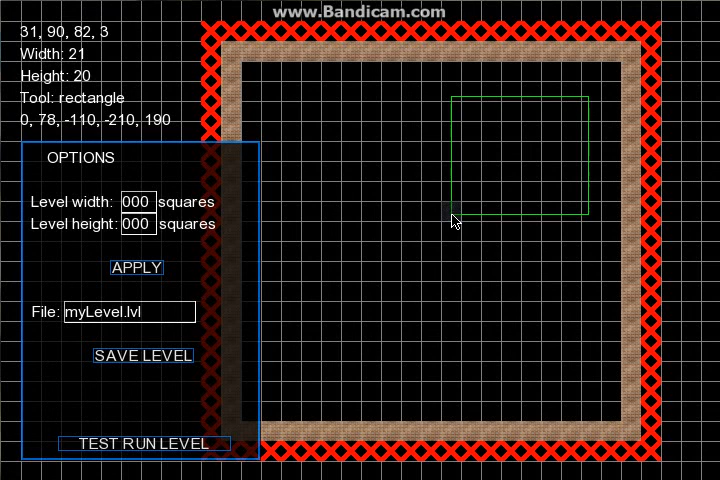 www.Bandicam.com
31, 90, 82, 3
Width: 21
Height: 20
Tool: rectangle
0, 78, -110, -210, 190
OPTIONS
Level width: 000 squares
Level height: 000 squares
APPLY
File: myLevel.lvl
SAVE LEVEL
TEST RUN LEVEL